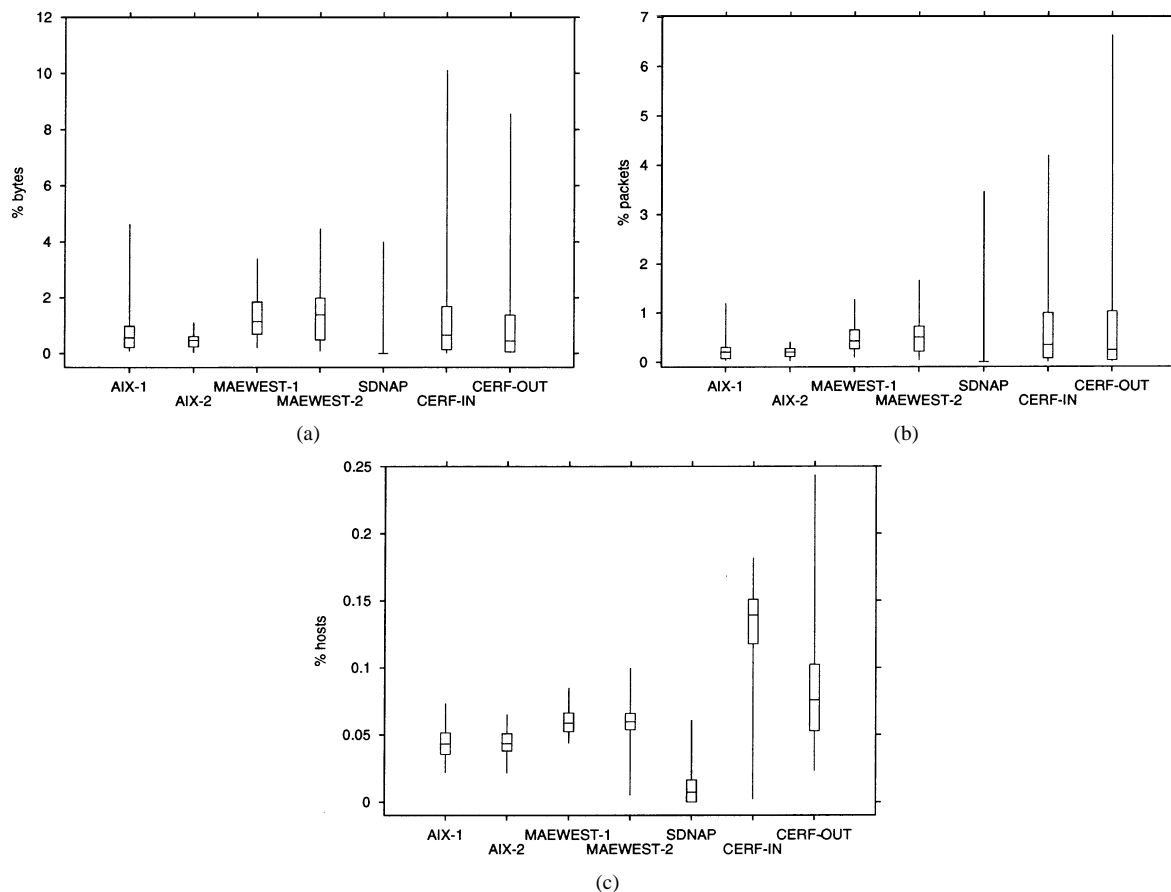 12
10
8
6
4
2
0
% bytes
AIX-1
MAEWEST-1
SDNAP
CERF-OUT
AIX-2
MAEWEST-2
CERF-IN
(a)
7
6
5
4
3
2
1
0
% packets
AIX-1
MAEWEST-1
SDNAP
CERF-OUT
AIX-2
MAEWEST-2
CERF-IN
(b)
0.25
0.2
0.15
0.1
0.05
0
% hosts
AIX-1
MAEWEST-1
SDNAP
CERF-OUT
AIX-2
MAEWEST-2
CERF-IN
(c)